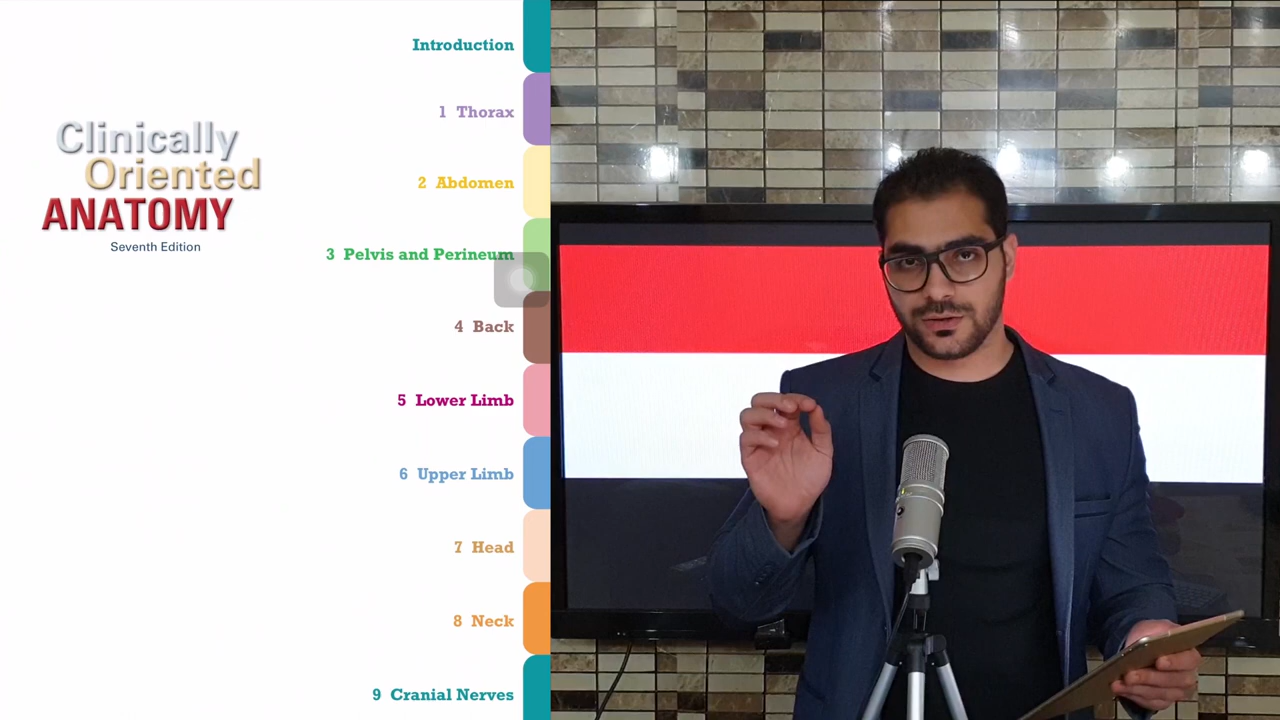 Clinically
Oriented
ANATOMY
Seventh Edition
Introduction
1 Thorax
2 Abdomen
3 Pelvis and Perineum
4 Back
5 Lower Limb
6 Upper Limb
7 Head
8 Neck
9 Cranial Nerves